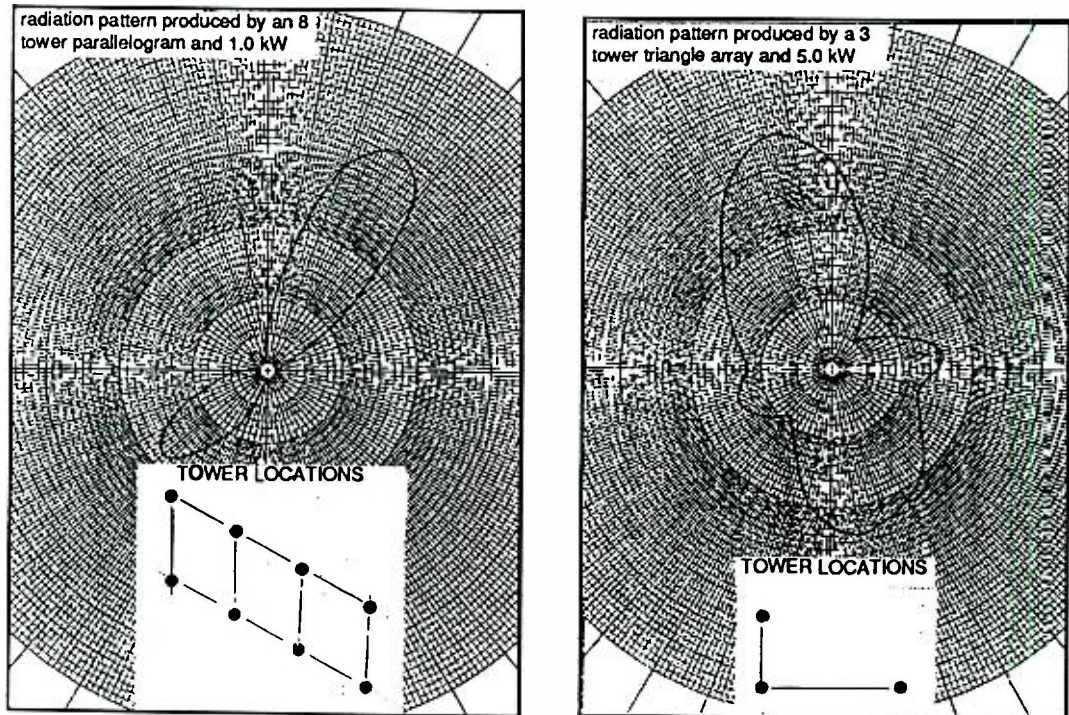 radiation pattern produced by an 8
tower parallelogram and 1.0 kW
TOWER LOCATIONS
radiation pattern produced by a 3
tower triangle array and 5.0 kW
TOWER LOCATIONS